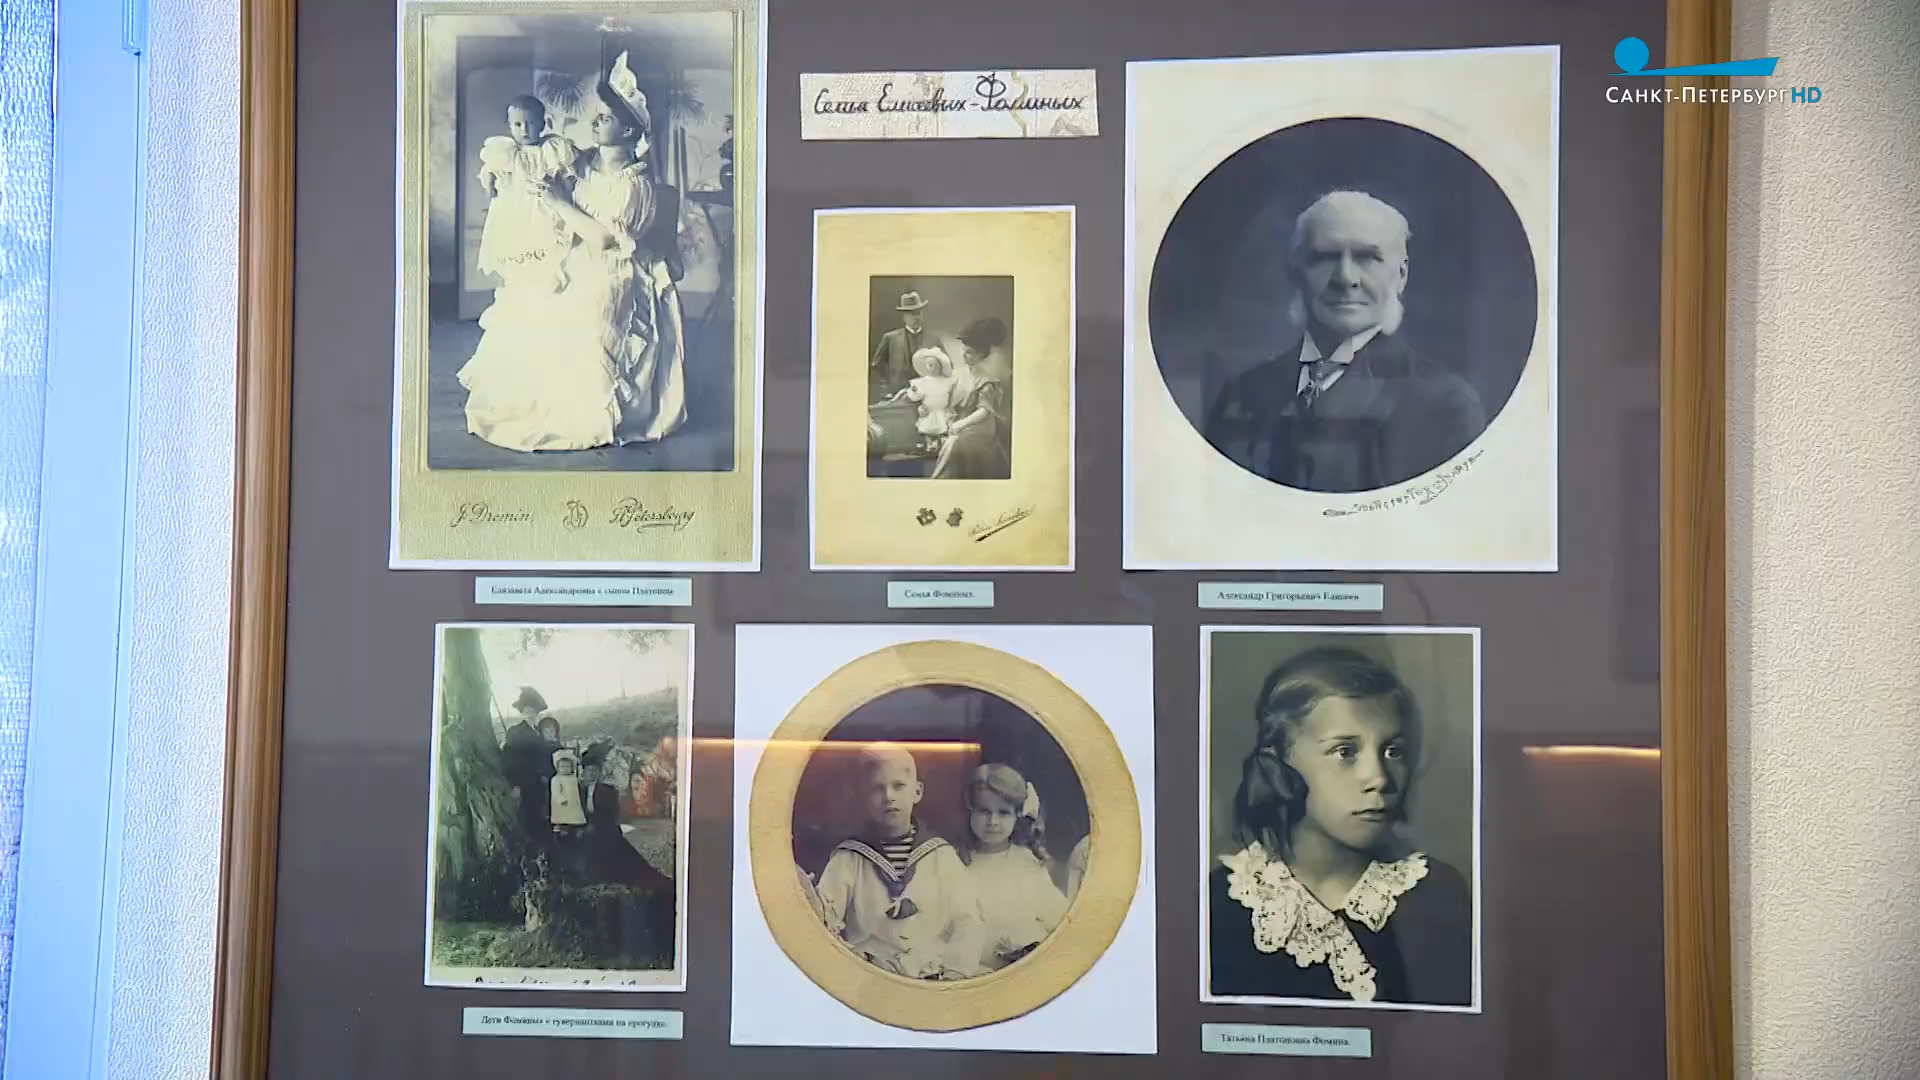 Санкт-Петербург HD
Семья Елисеевых-Фоминых
J. Dremin, St Petersbourg
Елизавета Александровна с сыном Платоном
Семья Фоминых.
Александр Григорьевич Елисеев
Дети Фоминых с гувернантками на прогулке.
Татьяна Платоновна Фомина.